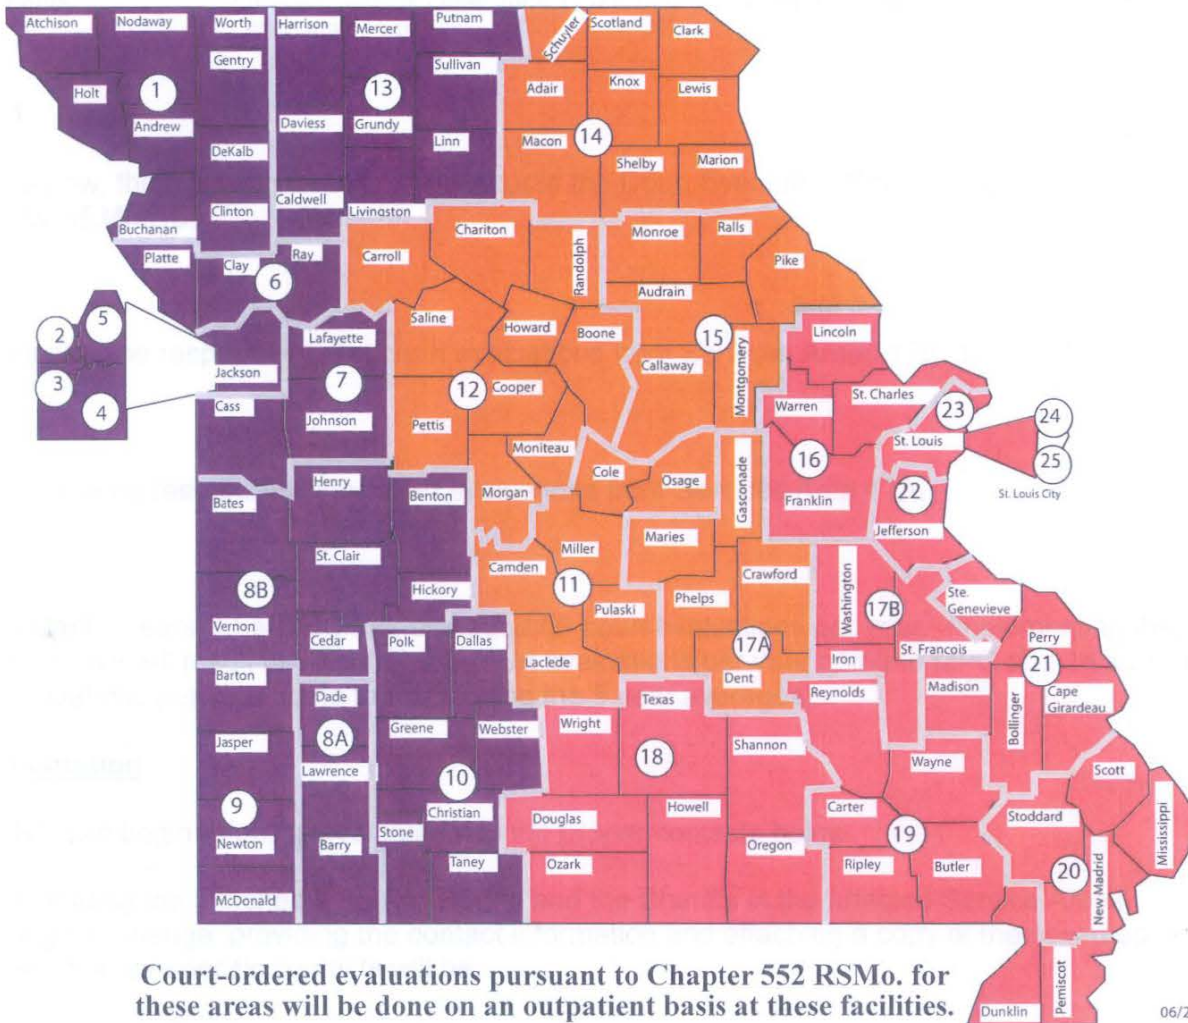 Atchison
Nodaway
Worth
Harrison
Mercer
Putnam
Schuyler
Scotland
Clark
Gentry
Sullivan
Holt
1
13
Adair
Knox
Lewis
Andrew
Daviess
Grundy
Linn
Macon
14
DeKalb
Shelby
Marion
Buchanan
Clinton
Caldwell
Livingston
Chariton
Randolph
Monroe
Ralls
Platte
Clay
Ray
Carroll
Pike
6
Audrain
Saline
Howard
Boone
2
5
Lafayette
15
Montgomery
Lincoln
3
4
Jackson
7
12
Cooper
Callaway
Cass
Johnson
Pettis
Moniteau
Warren
St. Charles
23
24
St. Louis
25
St. Louis City
Henry
Benton
Morgan
Cole
Osage
Gasconade
16
22
Bates
Franklin
Jefferson
St. Clair
Miller
Maries
Camden
11
Crawford
Washington
8B
Hickory
Pulaski
Phelps
17B
Ste.
Genevieve
Vernon
Cedar
Polk
Dallas
Laclede
17A
Iron
St. Francois
Perry
21
Barton
Dade
Dent
Madison
Bollinger
Cape
Girardeau
Texas
Reynolds
Greene
Webster
Wright
Jasper
8A
Shannon
18
Lawrence
10
Wayne
Scott
9
Christian
Douglas
Howell
Carter
Stoddard
Mississippi
Newton
Barry
Stone
Taney
Ozark
Oregon
19
Ripley
Butler
20
New Madrid
McDonald
Court-ordered evaluations pursuant to Chapter 552 RSMo. for
these areas will be done on an outpatient basis at these facilities.
Dunklin
Pemiscot
06/2